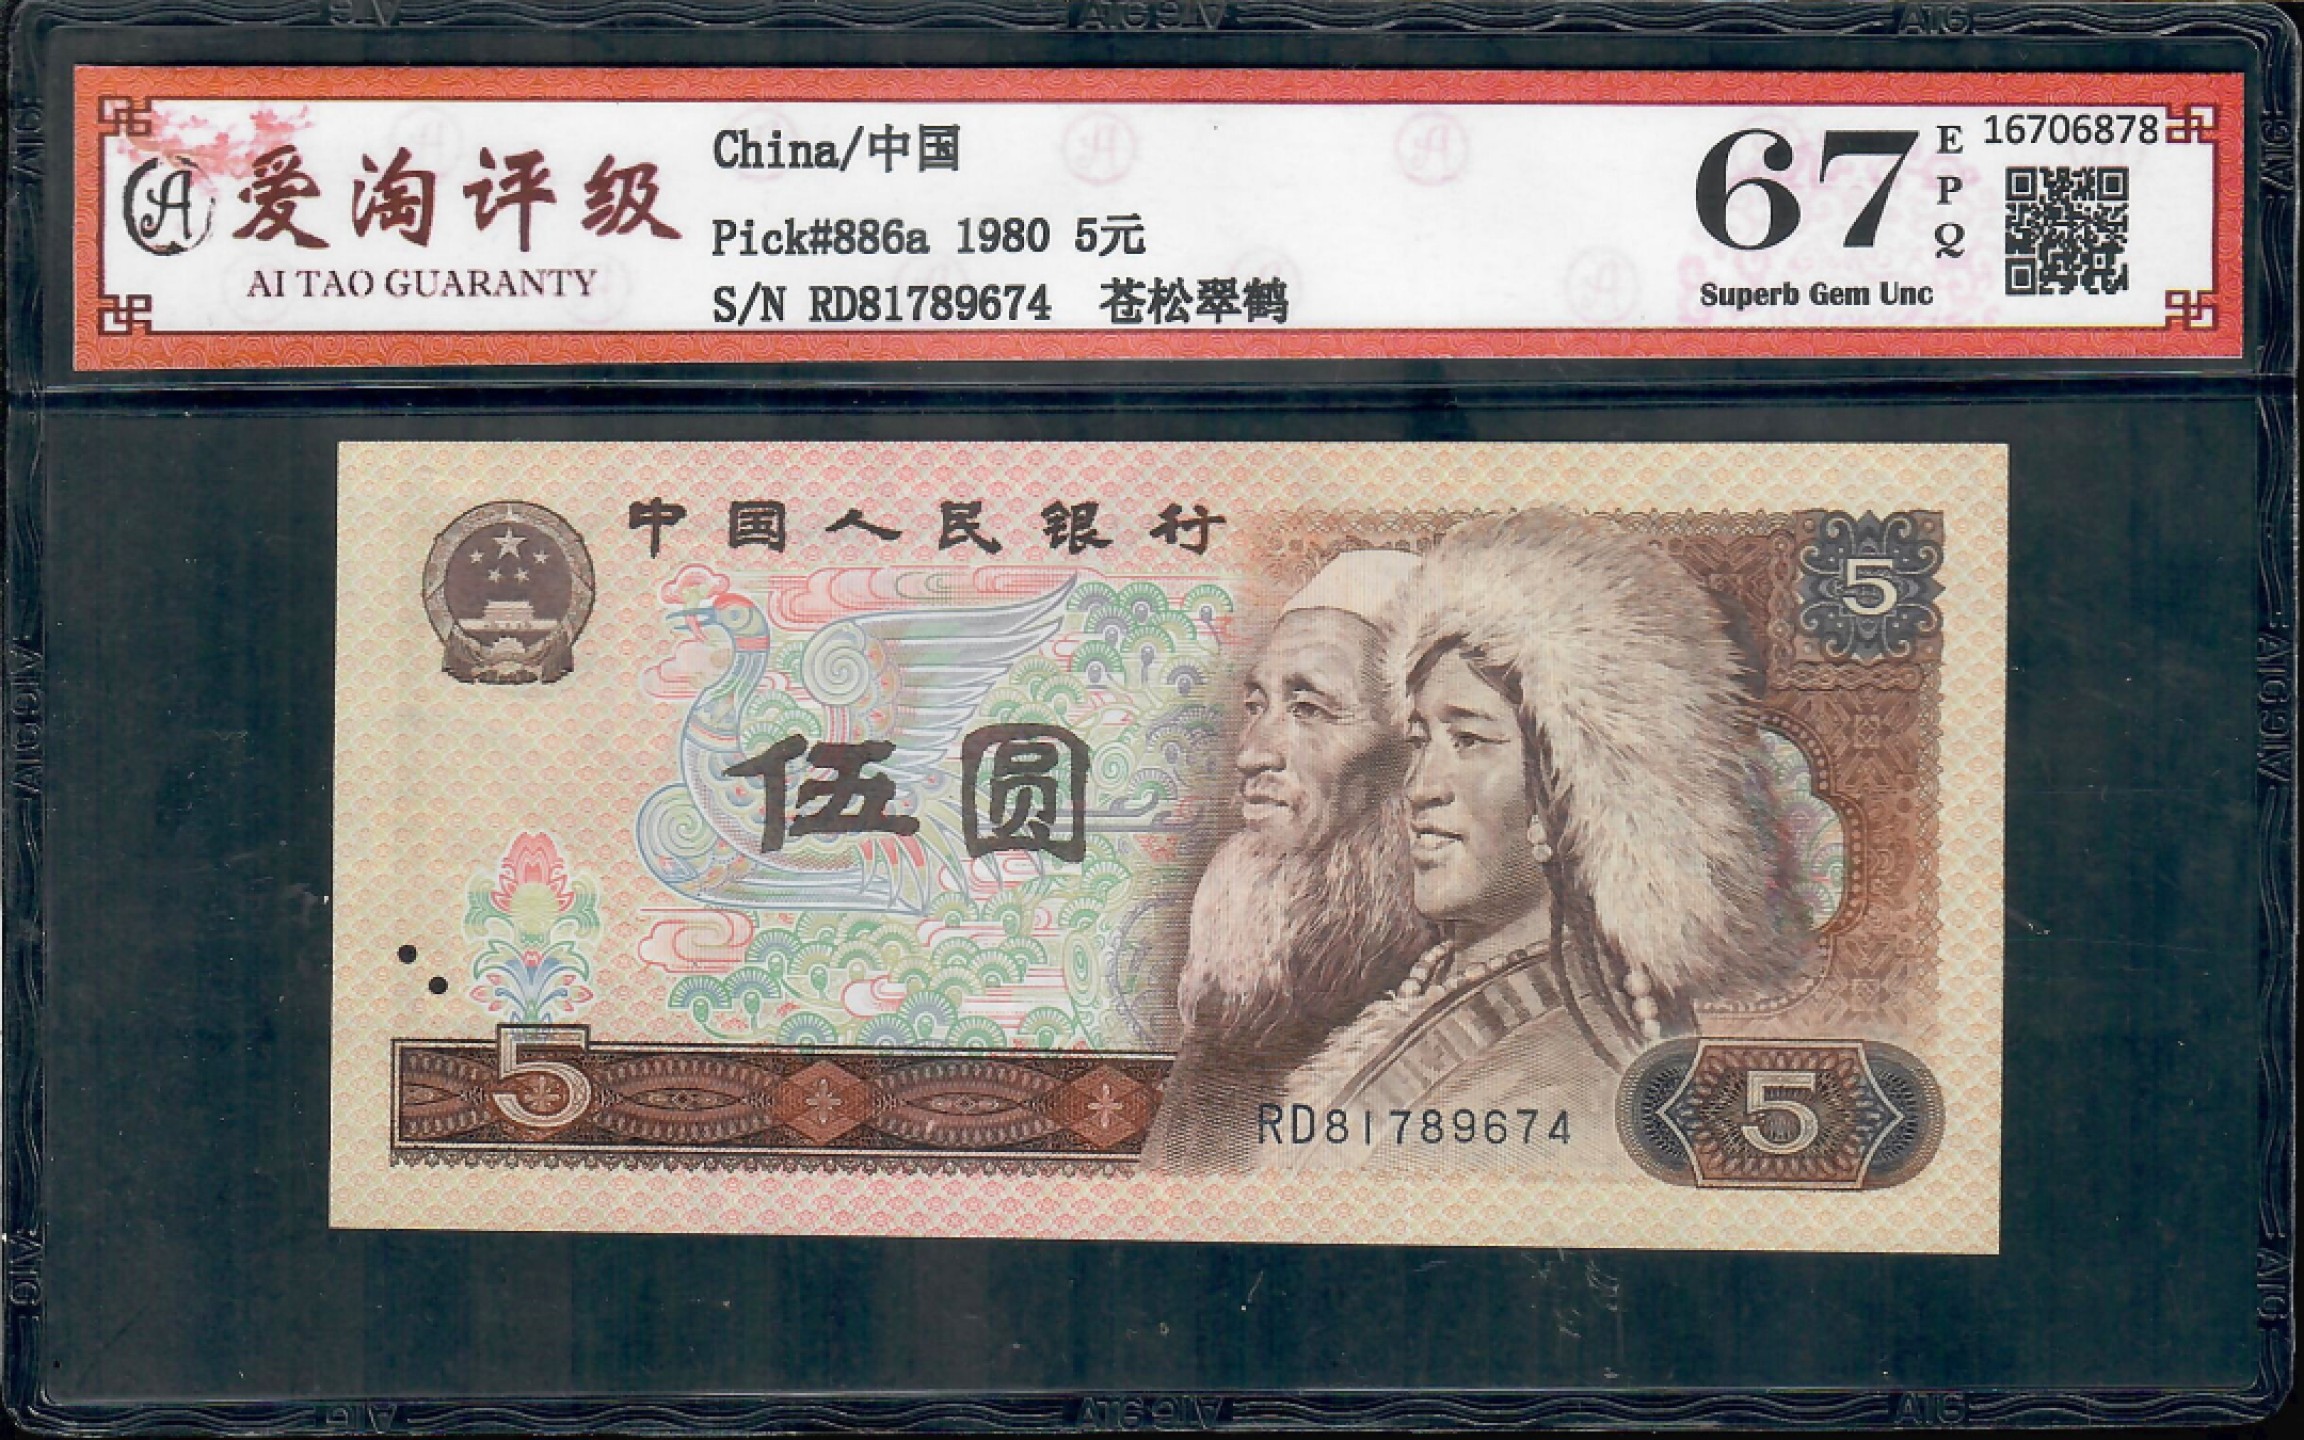 爱淘评级
AI TAO GUARANTY
China/中国
Pick#886a 1980 5元
S/N RD81789674 苍松翠鹤
67
EPQ
Superb Gem Unc
16706878
中国人民银行
5
伍圆
5
RD81789674
5